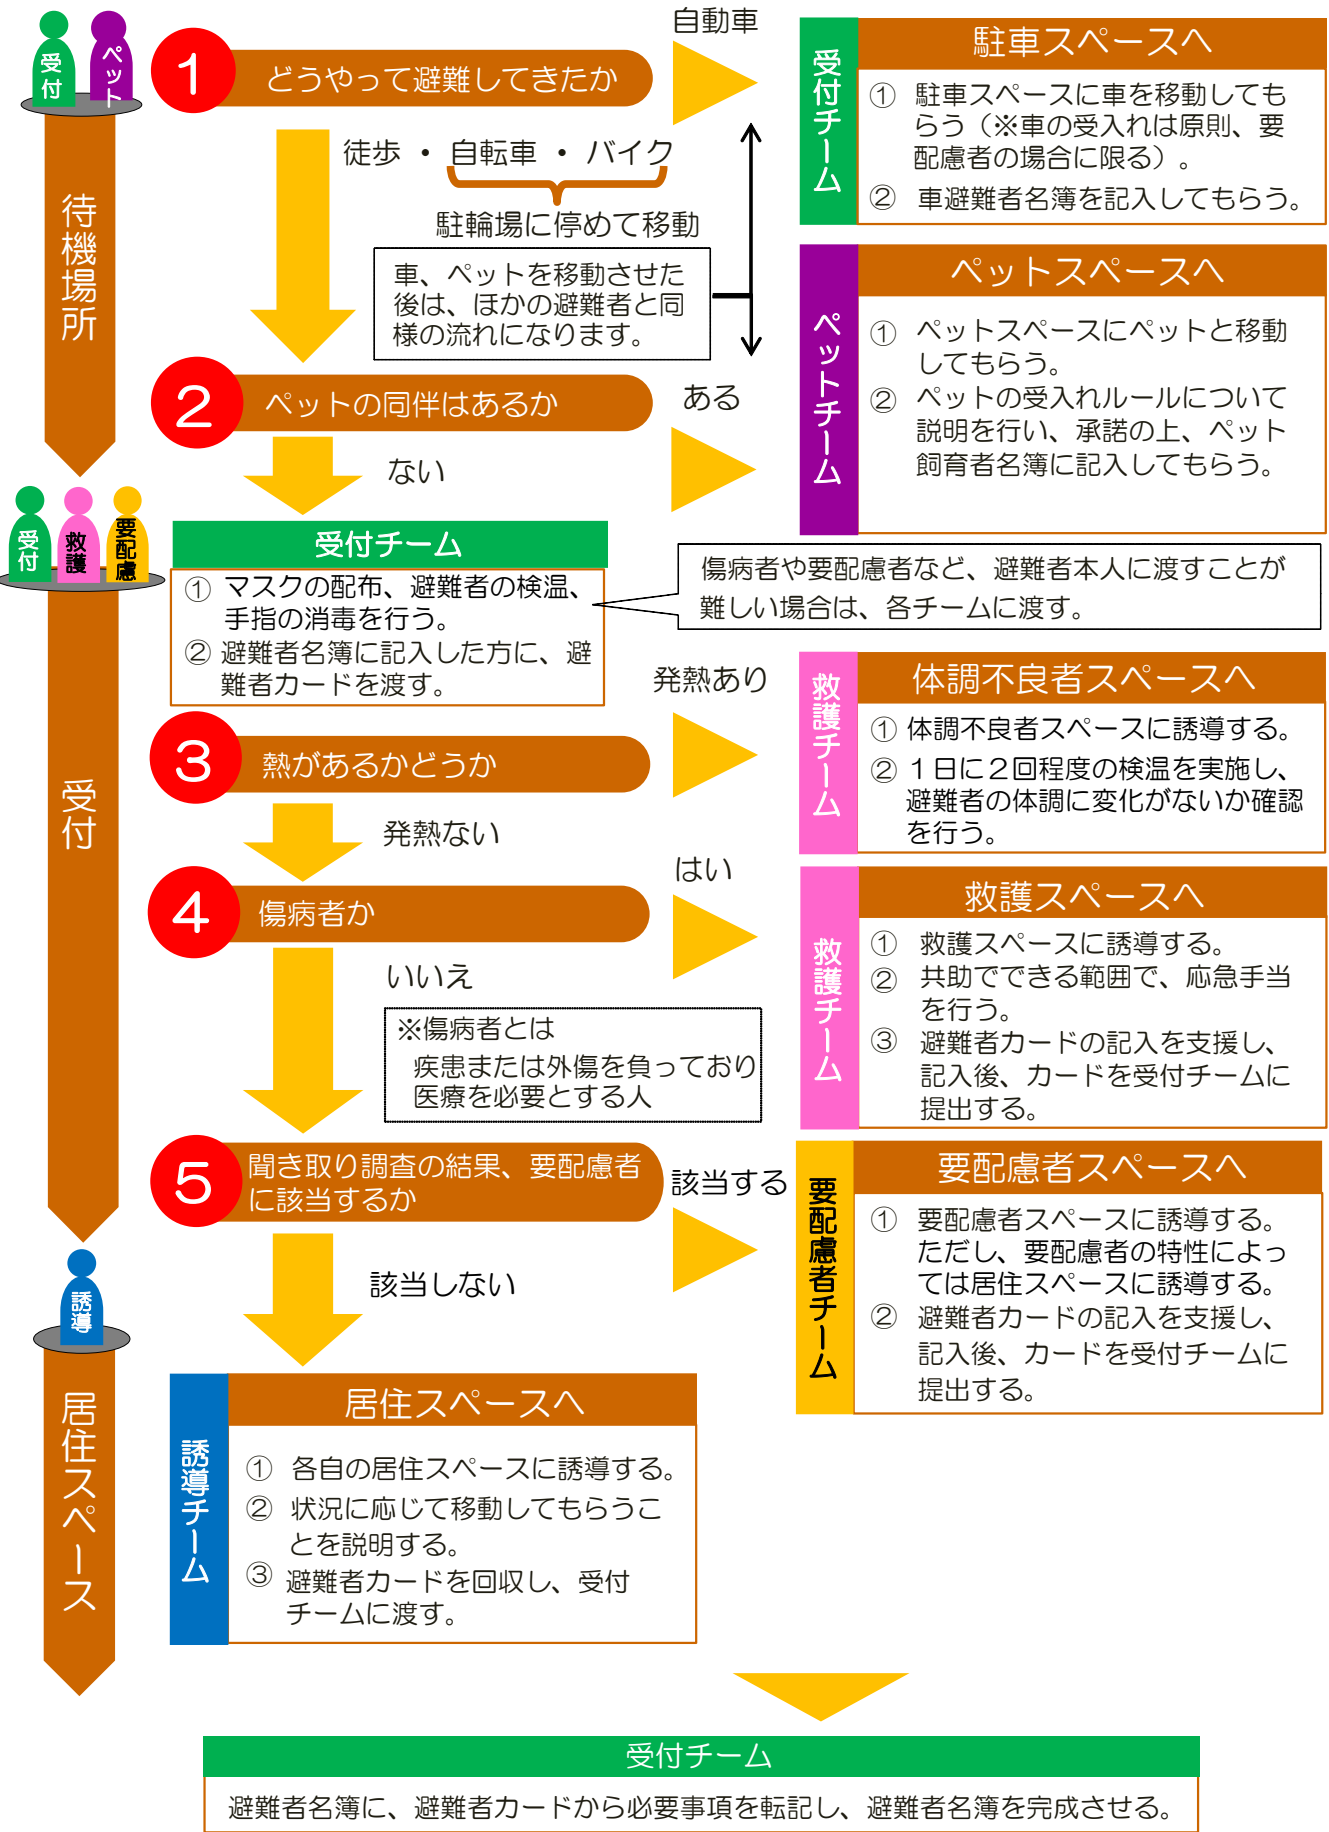 受付
ペット
待機場所
1
どうやって避難してきたか
自動車
徒歩 ・ 自転車 ・ バイク
駐輪場に停めて移動
車、ペットを移動させた
後は、ほかの避難者と同
様の流れになります。
受付チーム
駐車スペースへ
① 駐車スペースに車を移動しても
らう（※車の受入れは原則、要
配慮者の場合に限る）。
② 車避難者名簿を記入してもらう。
2
ペットの同伴はあるか
ある
ない
ペットチーム
ペットスペースへ
① ペットスペースにペットと移動
してもらう。
② ペットの受入れルールについて
説明を行い、承諾の上、ペット
飼育者名簿に記入してもらう。
受付
救護
要配慮
受付
受付チーム
① マスクの配布、避難者の検温、
手指の消毒を行う。
② 避難者名簿に記入した方に、避
難者カードを渡す。
傷病者や要配慮者など、避難者本人に渡すことが
難しい場合は、各チームに渡す。
3
熱があるかどうか
発熱あり
発熱ない
救護チーム
体調不良者スペースへ
① 体調不良者スペースに誘導する。
② １日に２回程度の検温を実施し、
避難者の体調に変化がないか確認
を行う。
4
傷病者か
はい
いいえ
※傷病者とは
疾患または外傷を負っており
医療を必要とする人
救護チーム
救護スペースへ
① 救護スペースに誘導する。
② 共助でできる範囲で、応急手当
を行う。
③ 避難者カードの記入を支援し、
記入後、カードを受付チームに
提出する。
5
聞き取り調査の結果、要配慮者
に該当するか
該当する
該当しない
要配慮者チーム
要配慮者スペースへ
① 要配慮者スペースに誘導する。
ただし、要配慮者の特性によっ
ては居住スペースに誘導する。
② 避難者カードの記入を支援し、
記入後、カードを受付チームに
提出する。
誘導
居住スペース
誘導チーム
居住スペースへ
① 各自の居住スペースに誘導する。
② 状況に応じて移動してもらうこ
とを説明する。
③ 避難者カードを回収し、受付
チームに渡す。
受付チーム
避難者名簿に、避難者カードから必要事項を転記し、避難者名簿を完成させる。